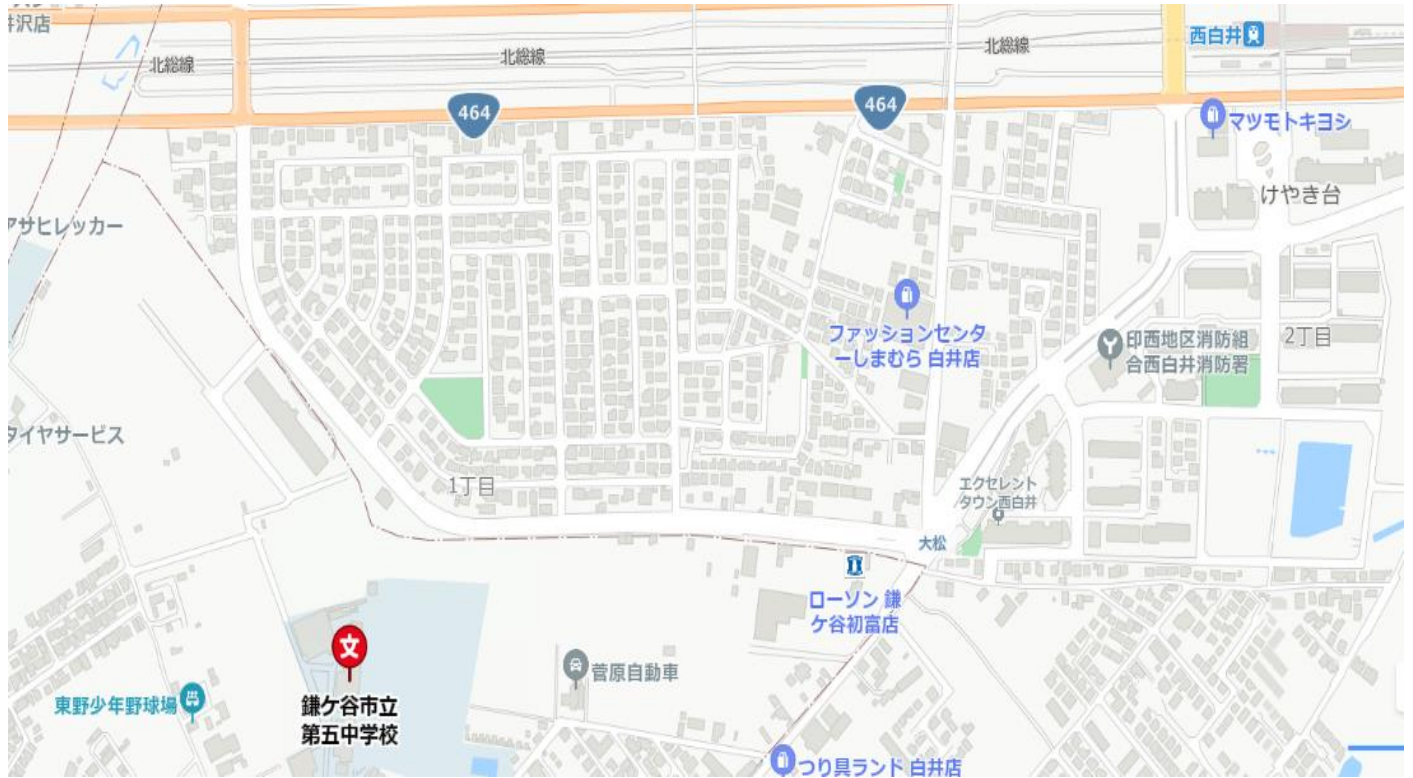 井沢店
北総線
北総線
北総線
西白井
464
464
マツモトキヨシ
けやき台
アサヒレッカー
ファッションセンタ
ーしまむら 白井店
印西地区消防組
合西白井消防署
2丁目
タイヤサービス
1丁目
エクセレント
タウン西白井
大松
ローソン 鎌
ケ谷初富店
文
菅原自動車
東野少年野球場
鎌ケ谷市立
第五中学校
つり具ランド 白井店